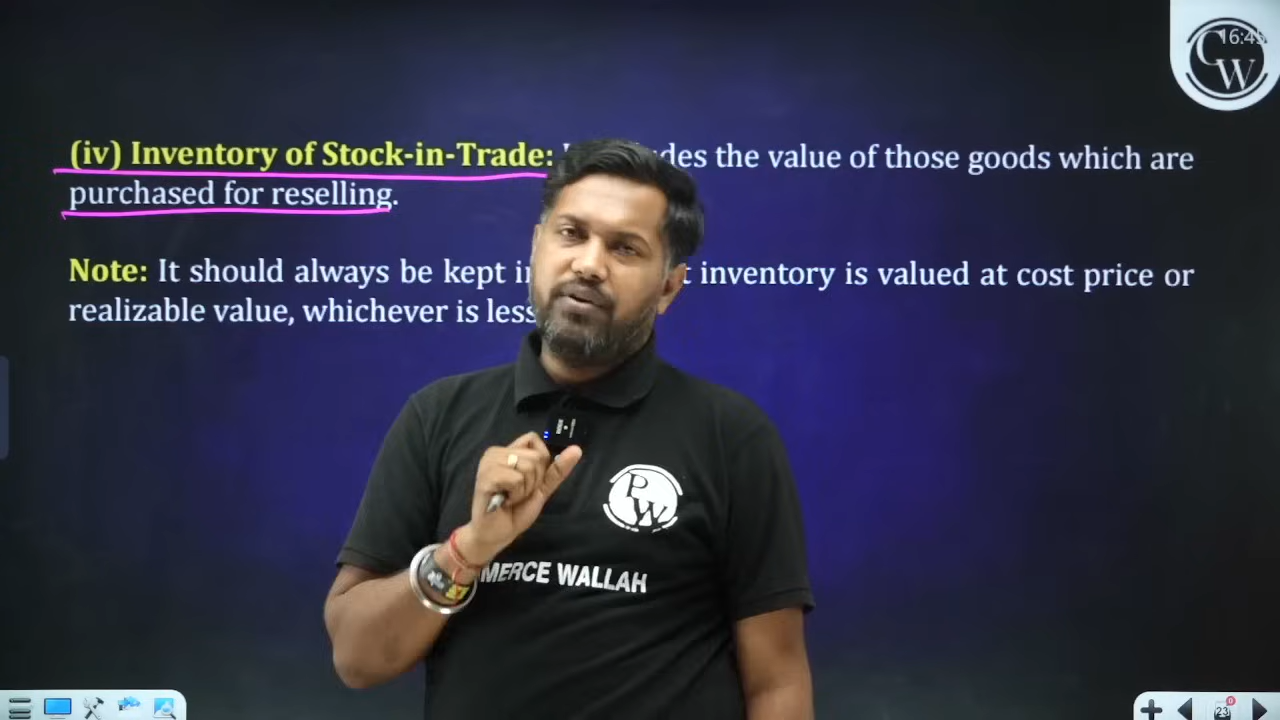 16:45
CW
(iv) Inventory of Stock-in-Trade: the value of those goods which are
purchased for reselling.
Note: It should always be kept inventory is valued at cost price or
realizable value, whichever is less
PW
MERCE WALLAH
23